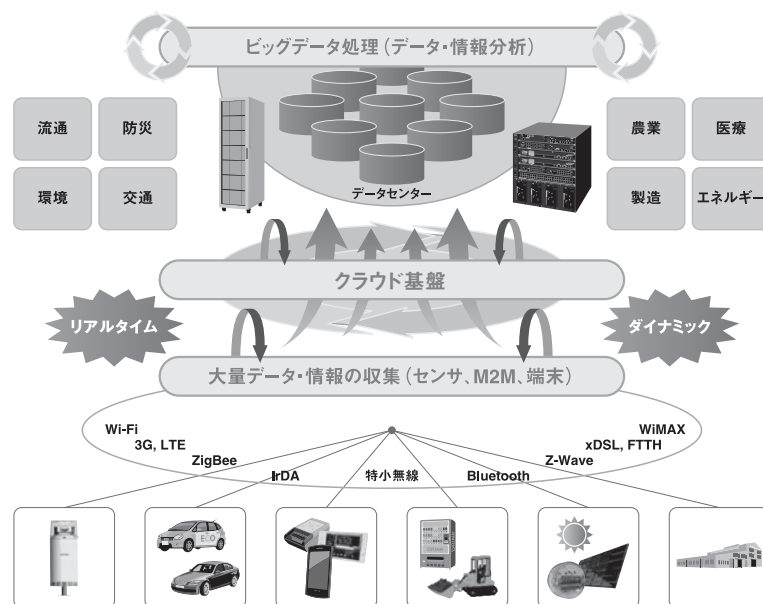 ビッグデータ処理(データ・情報分析)
流通
防災
環境
交通
データセンター
農業
医療
製造
エネルギー
クラウド基盤
リアルタイム
ダイナミック
大量データ・情報の収集(センサ、M2M、端末)
Wi-Fi
WiMAX
3G, LTE
xDSL, FTTH
ZigBee
Z-Wave
IrDA
特小無線
Bluetooth